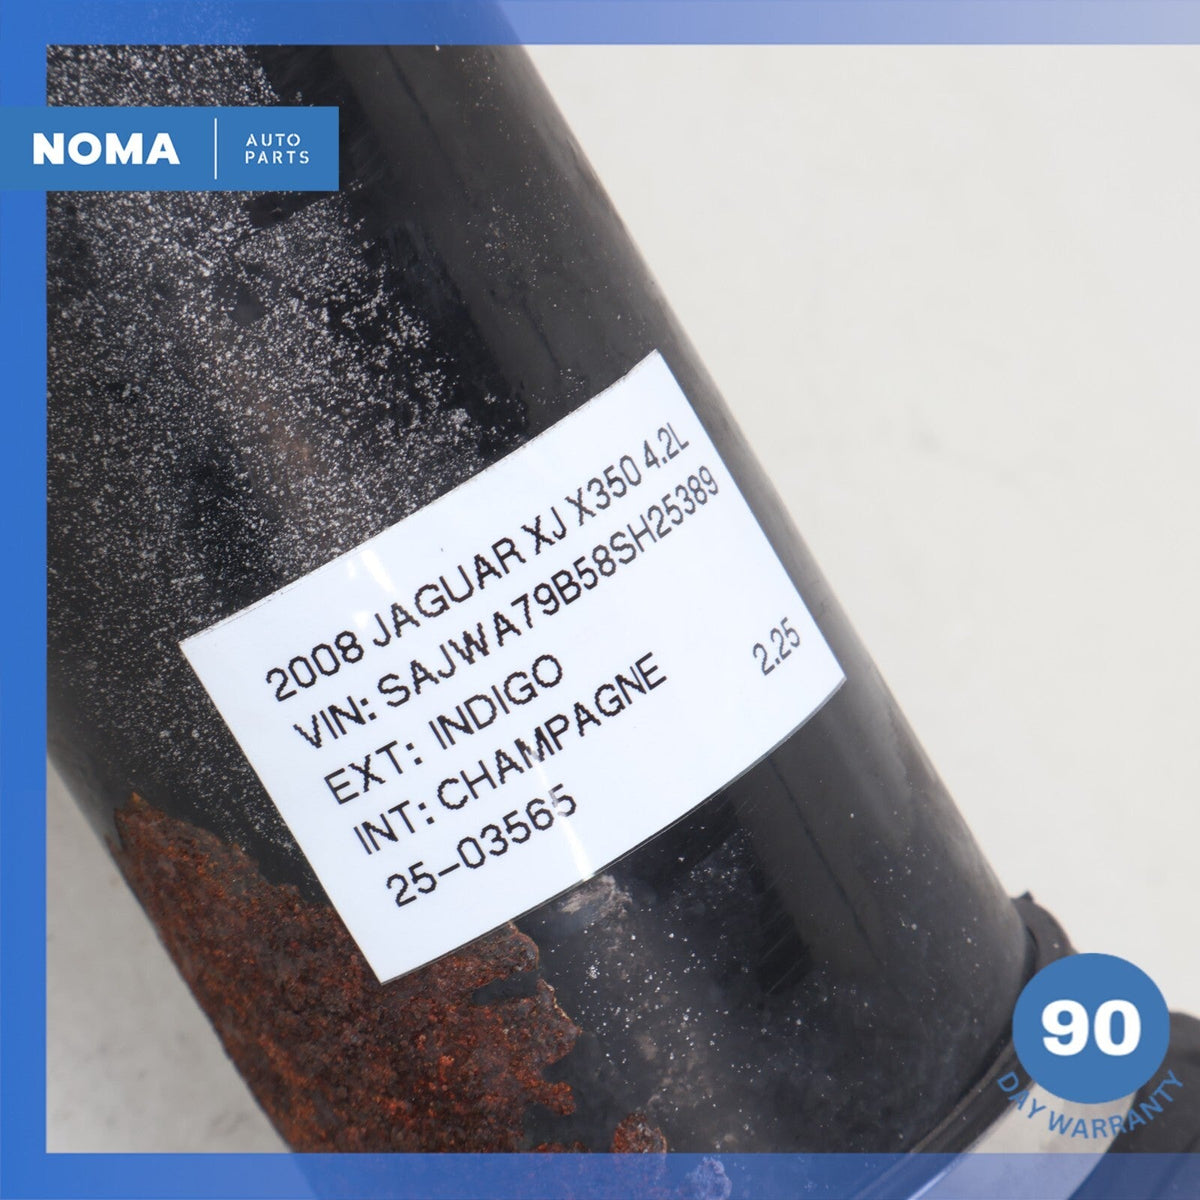 NOMA
AUTO
PARTS
2008 JAGUAR XJ X350 4.2L
VIN: SAJWA79B58SH25389
EXT: INDIGO
INT: CHAMPAGNE 2.25
25-03565
90
DAY WARRANTY